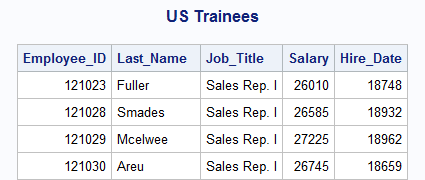 US Trainees
Employee_ID Last_Name Job_Title Salary Hire_Date
121023 Fuller Sales Rep. I 26010 18748
121028 Smades Sales Rep. I 26585 18932
121029 Mcelwee Sales Rep. I 27225 18962
121030 Areu Sales Rep. I 26745 18659